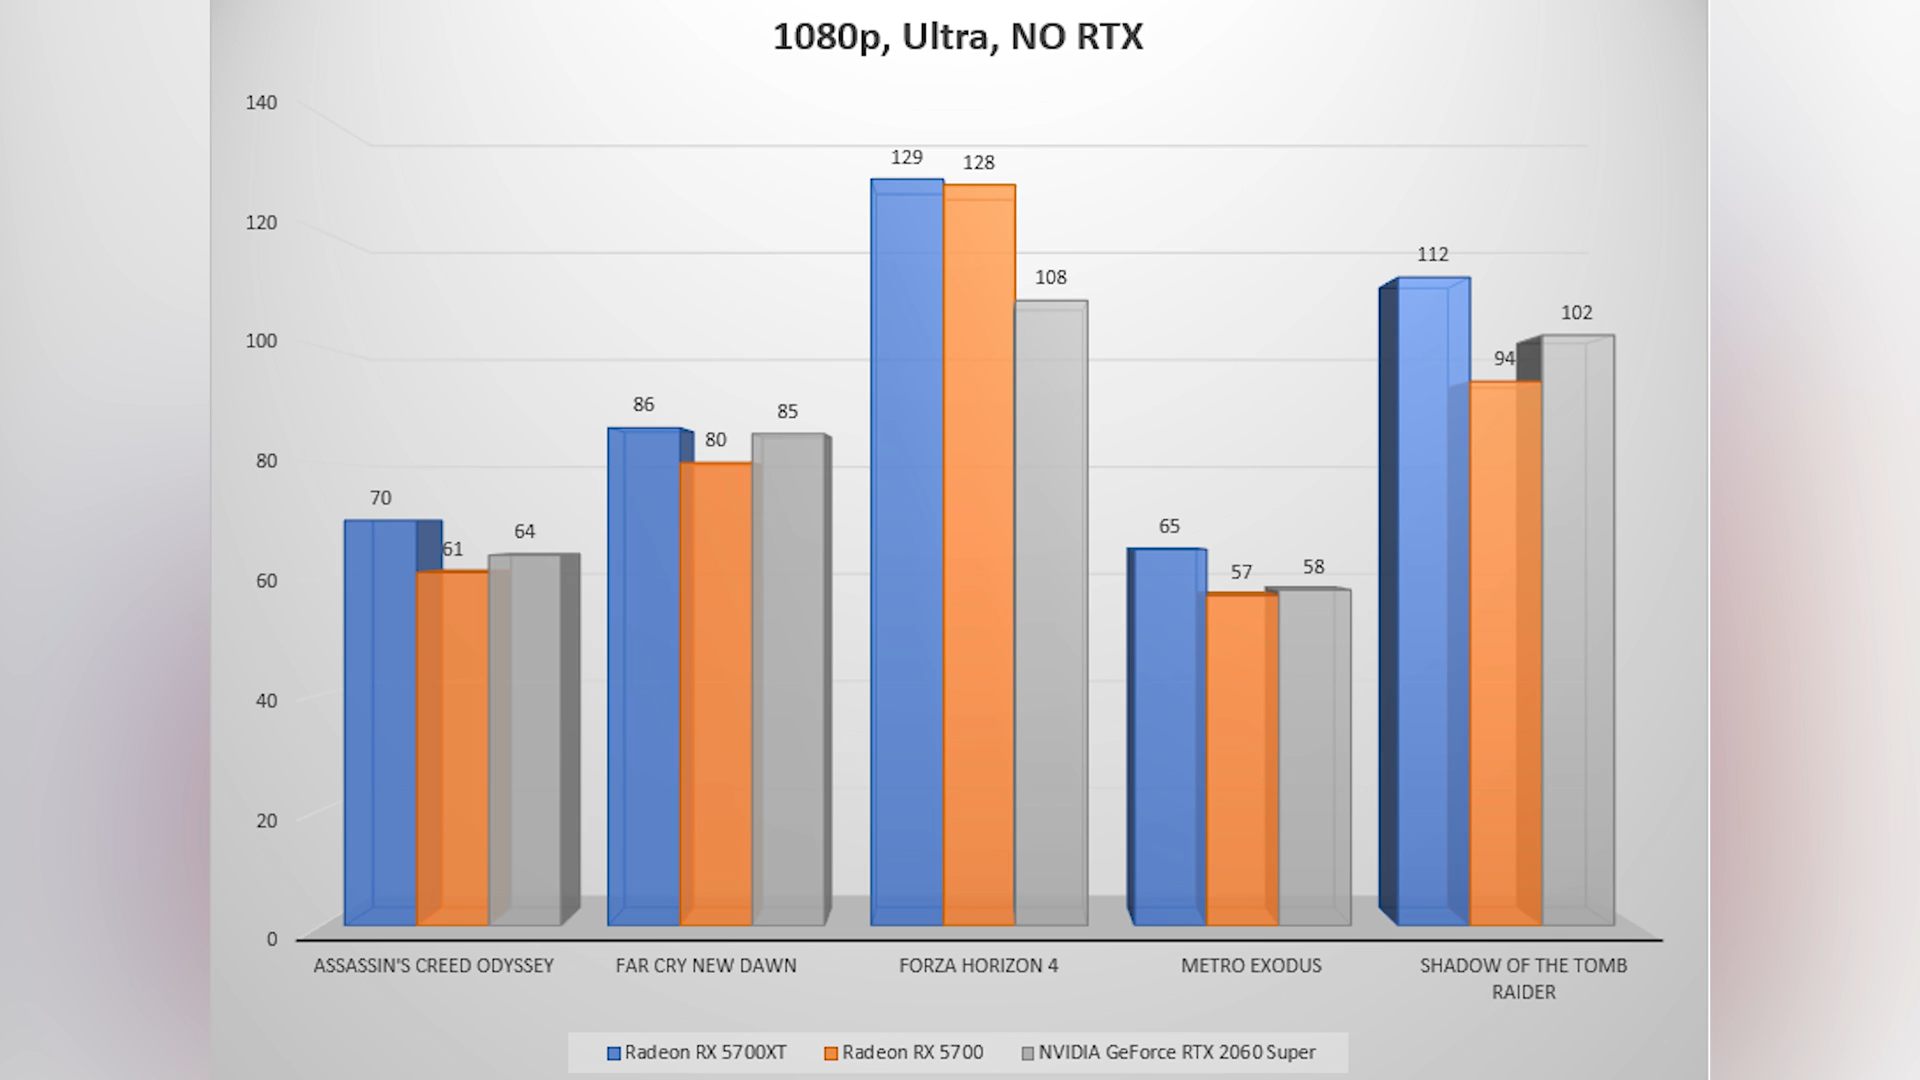 1080p, Ultra, NO RTX
140
120
100
80
60
40
20
0
70
61
64
86
80
85
129
128
108
65
57
58
112
94
102
ASSASSIN'S CREED ODYSSEY
FAR CRY NEW DAWN
FORZA HORIZON 4
METRO EXODUS
SHADOW OF THE TOMB
RAIDER
Radeon RX 5700XT
Radeon RX 5700
NVIDIA GeForce RTX 2060 Super